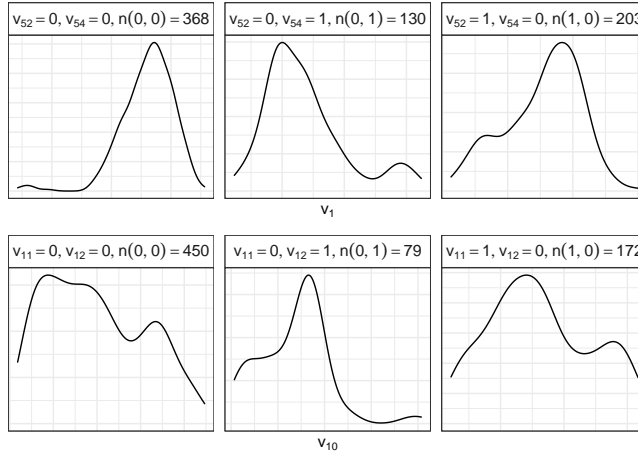 v₅₂ = 0, v₅₄ = 0, n(0, 0) = 368
v₅₂ = 0, v₅₄ = 1, n(0, 1) = 130
v₅₂ = 1, v₅₄ = 0, n(1, 0) = 203
v₁
v₁₁ = 0, v₁₂ = 0, n(0, 0) = 450
v₁₁ = 0, v₁₂ = 1, n(0, 1) = 79
v₁₁ = 1, v₁₂ = 0, n(1, 0) = 172
v₁₀